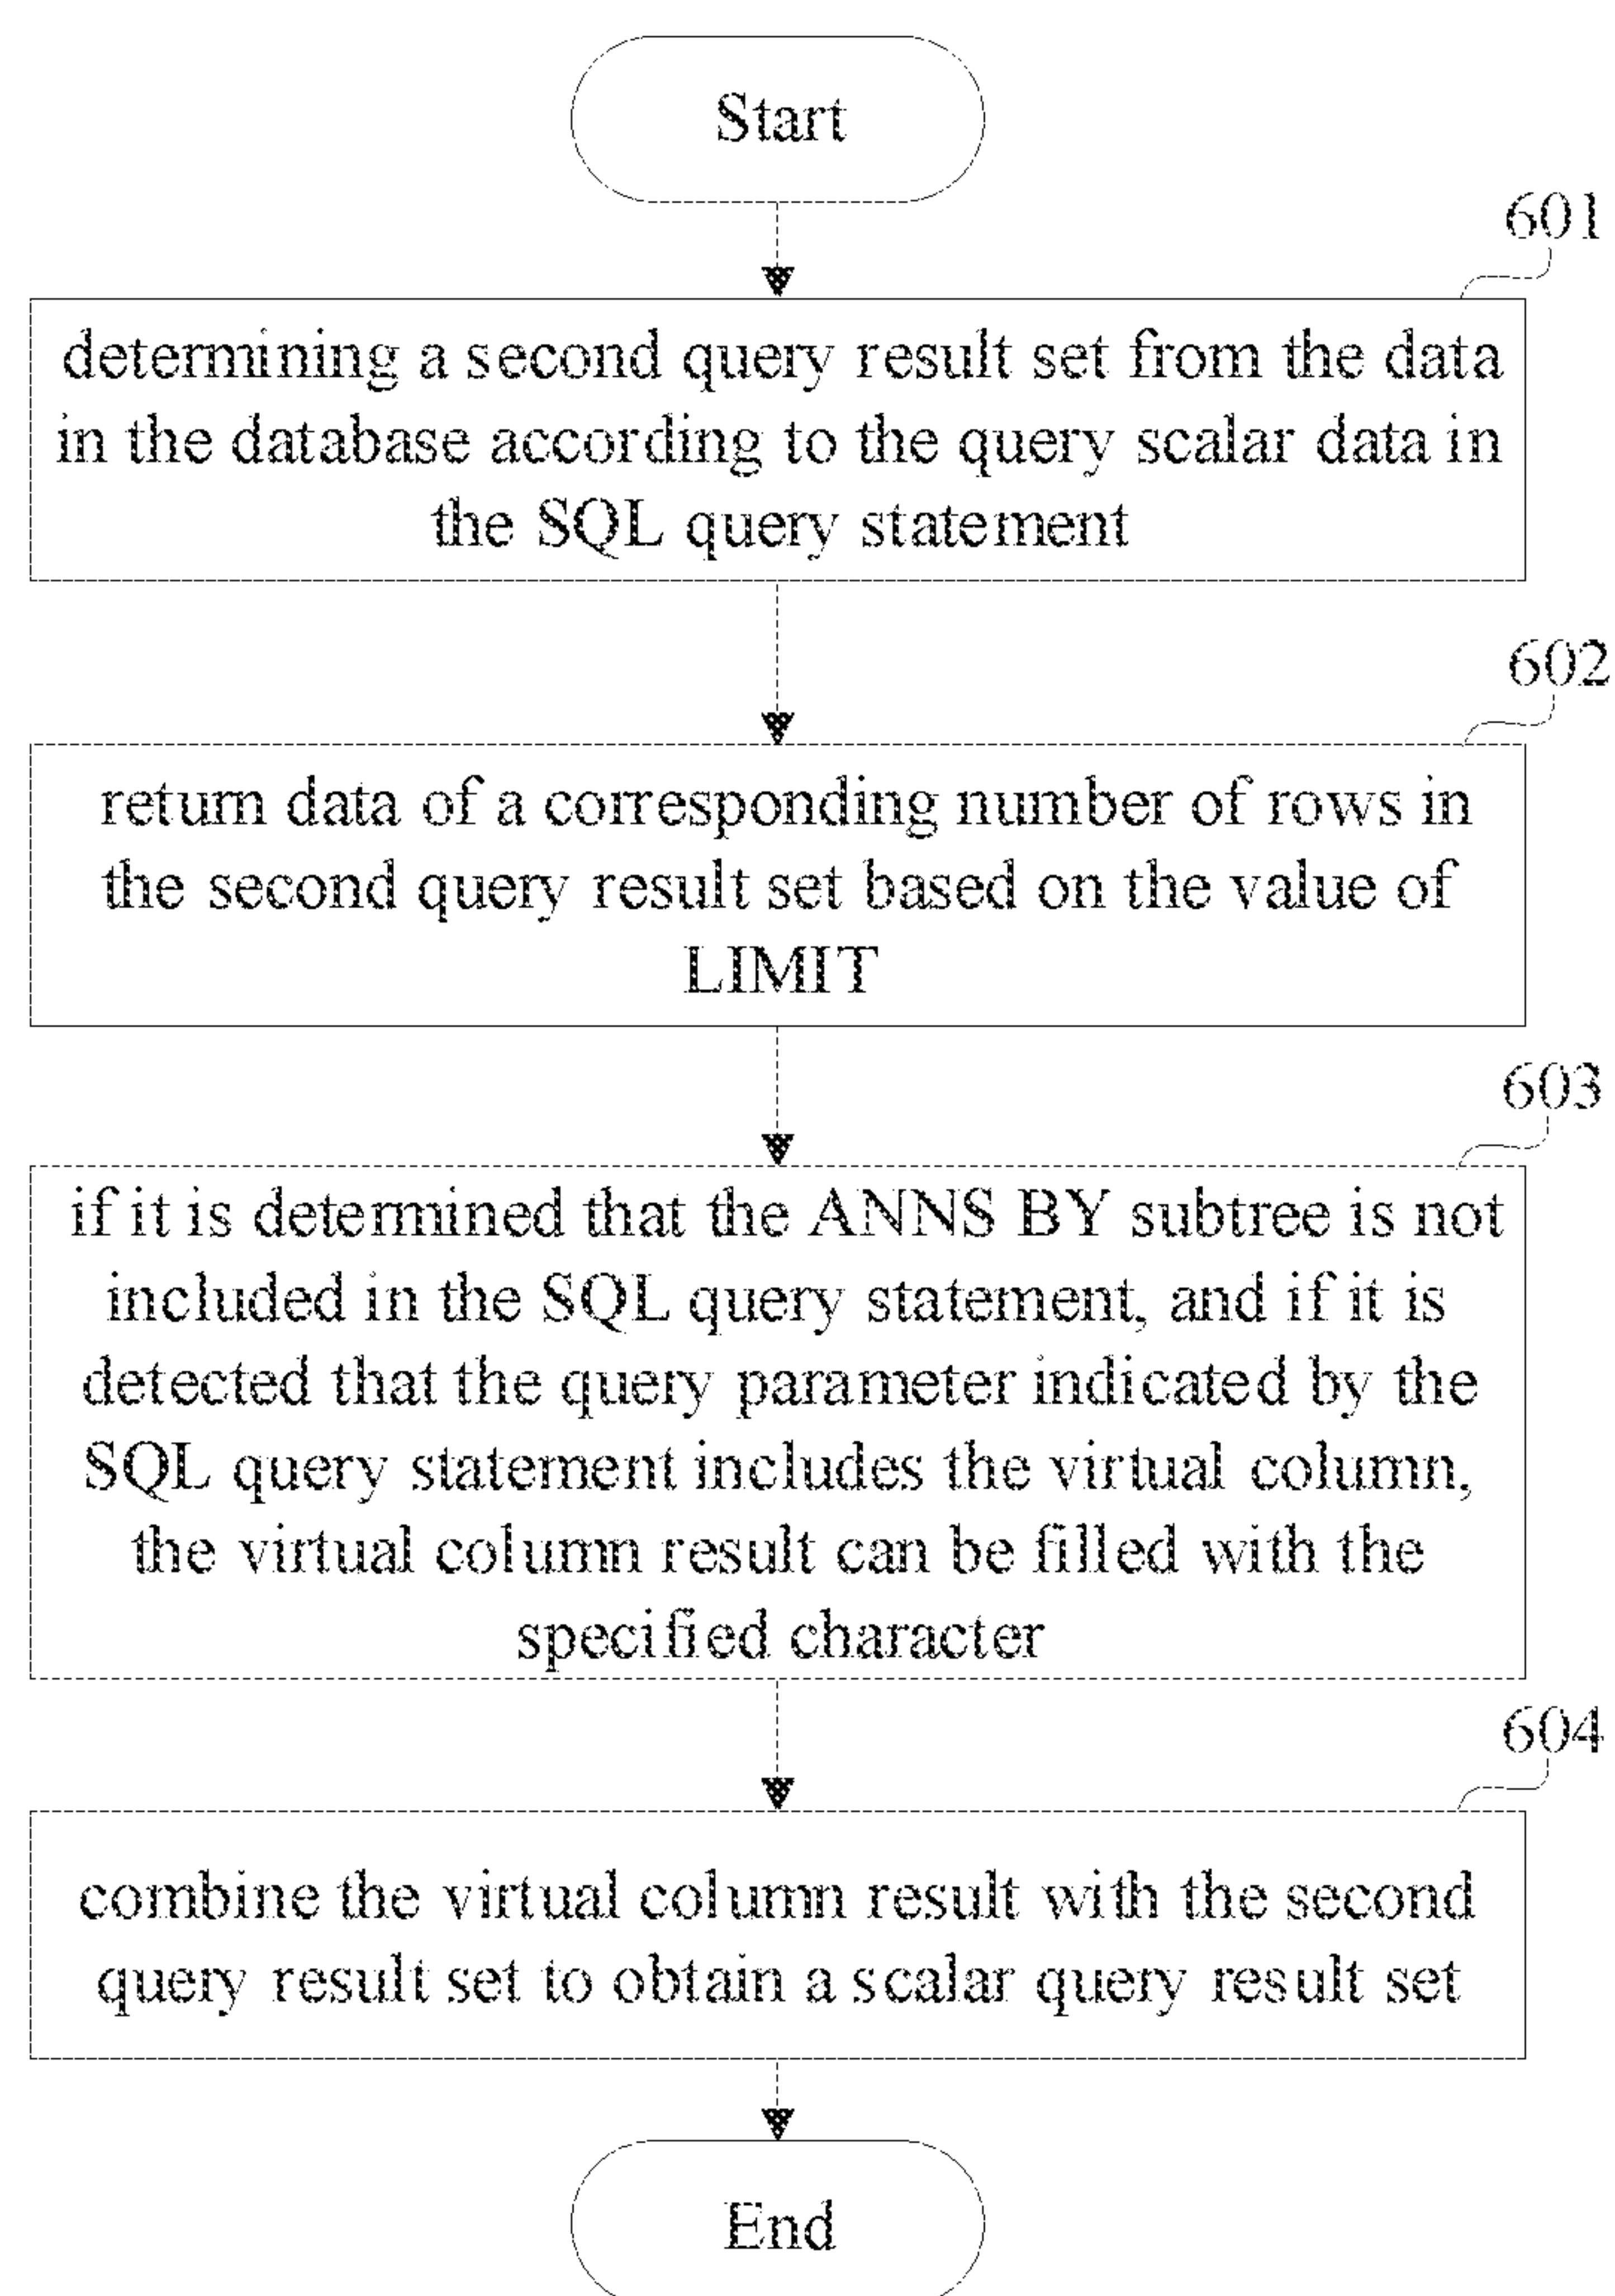 Start
601
determining a second query result set from the data
in the database according to the query scalar data in
the SQL query statement
602
return data of a corresponding number of rows in
the second query result set based on the value of
LIMIT
603
if it is determined that the ANNS BY subtree is not
included in the SQL query statement, and if it is
detected that the query parameter indicated by the
SQL query statement includes the virtual column,
the virtual column result can be filled with the
specified character
604
combine the virtual column result with the second
query result set to obtain a scalar query result set
End